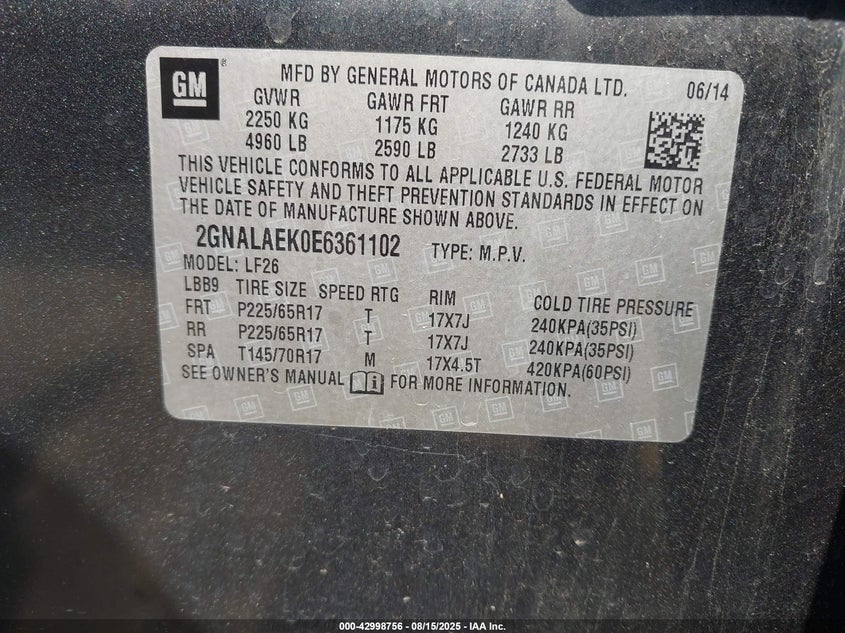 GM ®
MFD BY GENERAL MOTORS OF CANADA LTD. 06/14
GVWR GAWR FRT GAWR RR
2250 KG 1175 KG 1240 KG
4960 LB 2590 LB 2733 LB
THIS VEHICLE CONFORMS TO ALL APPLICABLE U.S. FEDERAL MOTOR
VEHICLE SAFETY AND THEFT PREVENTION STANDARDS IN EFFECT ON
THE DATE OF MANUFACTURE SHOWN ABOVE.
2GNALAEK0E6361102 TYPE: M.P.V.
MODEL: LF26
LBB9 TIRE SIZE SPEED RTG RIM COLD TIRE PRESSURE
FRT P225/65R17 T 17X7J 240KPA(35PSI)
RR P225/65R17 T 17X7J 240KPA(35PSI)
SPA T145/70R17 M 17X4.5T 420KPA(60PSI)
SEE OWNER'S MANUAL FOR MORE INFORMATION.
000-42998756 - 08/15/2025 - IAA Inc.